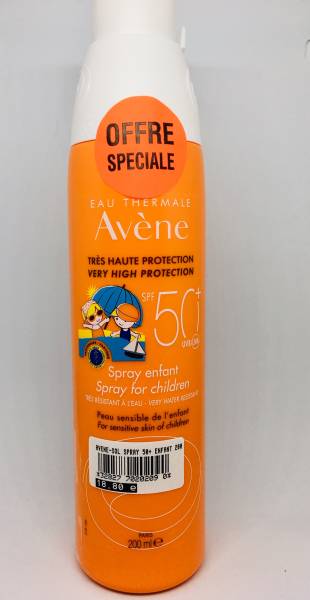 OFFRE
SPECIALE
EAU THERMALE
Avène
TRÈS HAUTE PROTECTION
VERY HIGH PROTECTION
SPF 50+
Spray enfant
Spray for children
TRÈS RÉSISTANT À L'EAU - VERY WATER RESISTANT
Peau sensible de l'enfant
For sensitive skin of children
AVENE-SOL SPRAY 50+ ENFANT 200
18.80 e
PARIS
200 ml e